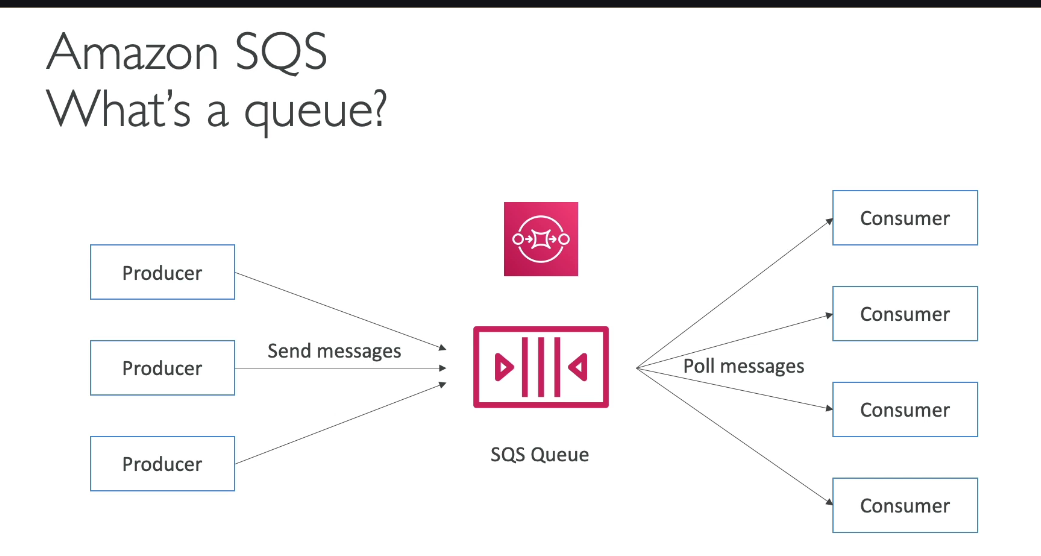 Amazon SQS
What's a queue?
Producer
Producer
Producer
Send messages
SQS Queue
Poll messages
Consumer
Consumer
Consumer
Consumer